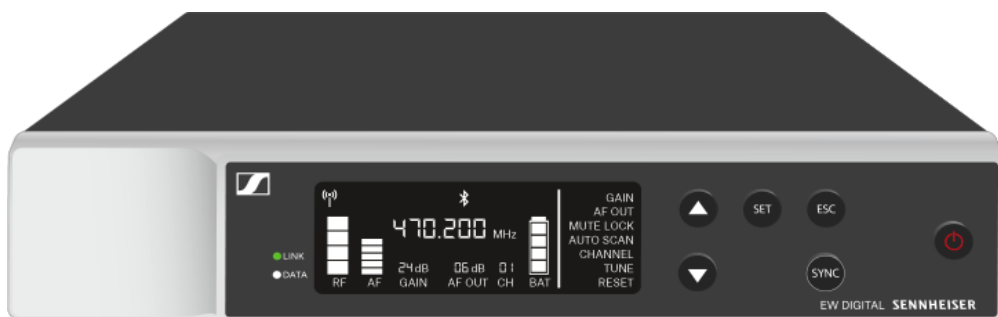 470.200 MHz
24dB 06dB 01
RF AF GAIN AF OUT CH BAT
GAIN
AF OUT
MUTE LOCK
AUTO SCAN
CHANNEL
TUNE
RESET
LINK
DATA
SET
ESC
SYNC
EW DIGITAL SENNHEISER